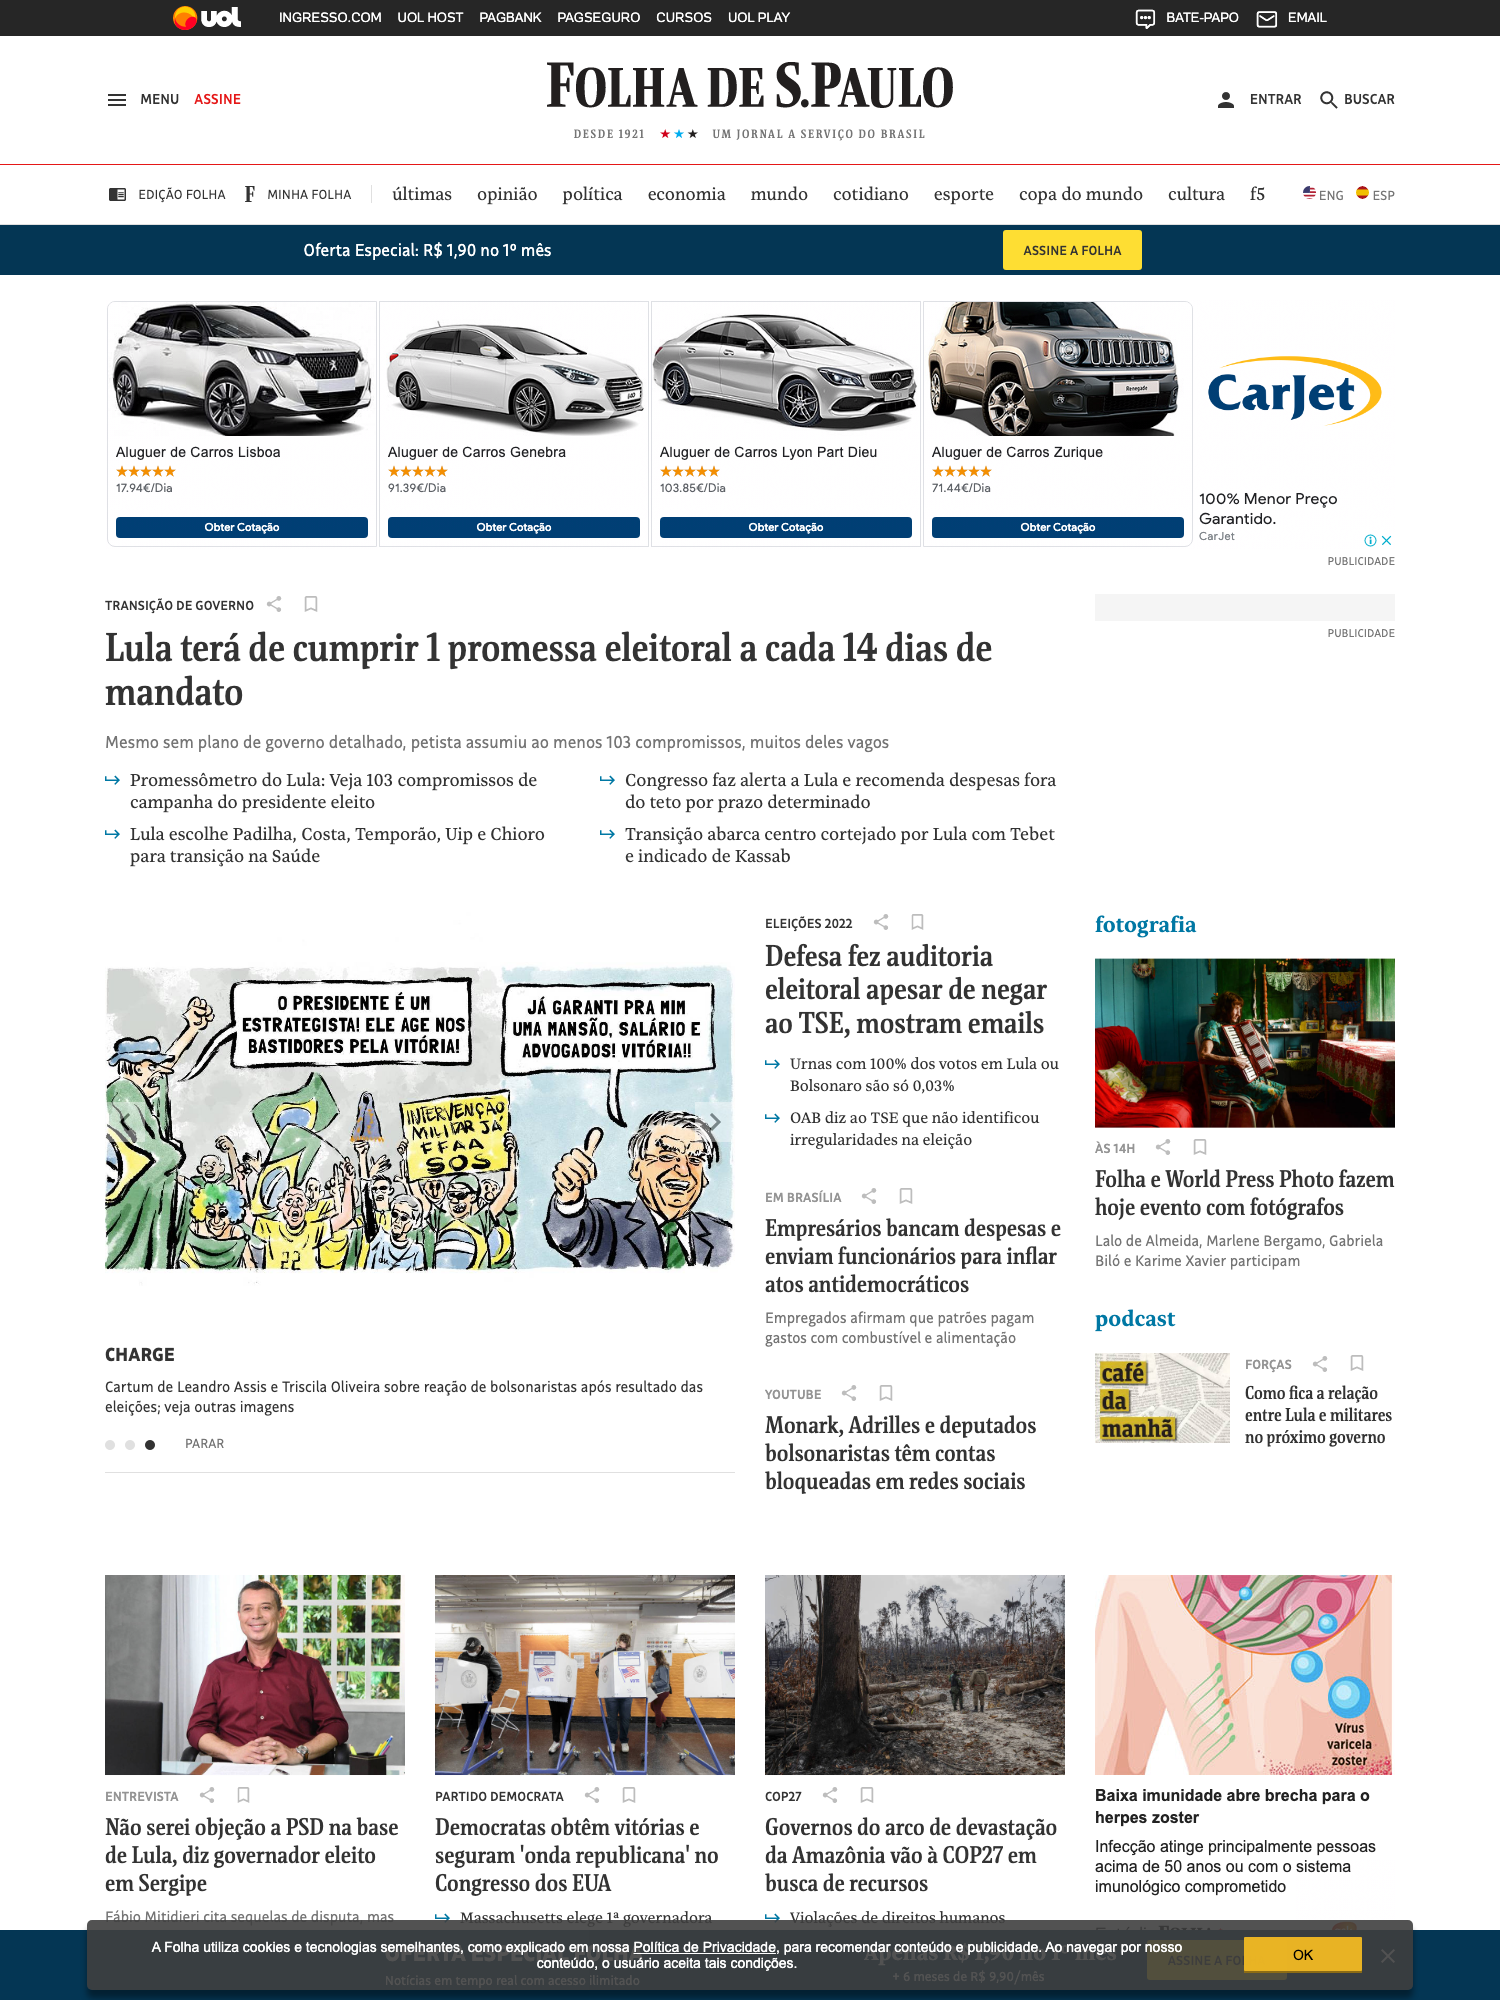 uol INGRESSO.COM UOL HOST PAGBANK PAGSEGURO CURSOS UOL PLAY BATE-PAPO EMAIL
MENU ASSINE FOLHA DE S.PAULO ENTRAR BUSCAR
DESDE 1921 ★★★ UM JORNAL A SERVIÇO DO BRASIL
EDIÇÃO FOLHA F MINHA FOLHA últimas opinião política economia mundo cotidiano esporte copa do mundo cultura f5 ENG ESP
Oferta Especial: R$ 1,90 no 1º mês ASSINE A FOLHA
Aluguer de Carros Lisboa
★★★★★
17.94€/Dia
Obter Cotação
Aluguer de Carros Genebra
★★★★★
91.39€/Dia
Obter Cotação
Aluguer de Carros Lyon Part Dieu
★★★★★
103.85€/Dia
Obter Cotação
Renegade
Aluguer de Carros Zurique
★★★★★
71.44€/Dia
Obter Cotação
CarJet
100% Menor Preço
Garantido.
CarJet
PUBLICIDADE
TRANSIÇÃO DE GOVERNO
Lula terá de cumprir 1 promessa eleitoral a cada 14 dias de
mandato
Mesmo sem plano de governo detalhado, petista assumiu ao menos 103 compromissos, muitos deles vagos
Promessômetro do Lula: Veja 103 compromissos de
campanha do presidente eleito
Lula escolhe Padilha, Costa, Temporão, Uip e Chioro
para transição na Saúde
Congresso faz alerta a Lula e recomenda despesas fora
do teto por prazo determinado
Transição abarca centro cortejado por Lula com Tebet
e indicado de Kassab
PUBLICIDADE
O PRESIDENTE É UM
ESTRATEGISTA! ELE AGE NOS
BASTIDORES PELA VITÓRIA!
JÁ GARANTI PRA MIM
UMA MANSÃO, SALÁRIO E
ADVOGADOS! VITÓRIA!!
INTERVENÇÃO
MILITAR JÁ
FFAA
SOS
CHARGE
Cartum de Leandro Assis e Triscila Oliveira sobre reação de bolsonaristas após resultado das
eleições; veja outras imagens
PARAR
ELEIÇÕES 2022
Defesa fez auditoria
eleitoral apesar de negar
ao TSE, mostram emails
Urnas com 100% dos votos em Lula ou
Bolsonaro são só 0,03%
OAB diz ao TSE que não identificou
irregularidades na eleição
EM BRASÍLIA
Empresários bancam despesas e
enviam funcionários para inflar
atos antidemocráticos
Empregados afirmam que patrões pagam
gastos com combustível e alimentação
YOUTUBE
Monark, Adrilles e deputados
bolsonaristas têm contas
bloqueadas em redes sociais
fotografia
ÀS 14H
Folha e World Press Photo fazem
hoje evento com fotógrafos
Lalo de Almeida, Marlene Bergamo, Gabriela
Biló e Karime Xavier participam
podcast
café
da
manhã
FORÇAS
Como fica a relação
entre Lula e militares
no próximo governo
ENTREVISTA
Não serei objeção a PSD na base
de Lula, diz governador eleito
em Sergipe
Fábio Mitidieri cita sequelas de disputa, mas
VOTE
PARTIDO DEMOCRATA
Democratas obtêm vitórias e
seguram 'onda republicana' no
Congresso dos EUA
Massachusetts elege 1ª governadora
COP27
Governos do arco de devastação
da Amazônia vão à COP27 em
busca de recursos
Violações de direitos humanos
Vírus
varicela
zoster
Baixa imunidade abre brecha para o
herpes zoster
Infecção atinge principalmente pessoas
acima de 50 anos ou com o sistema
imunológico comprometido
A Folha utiliza cookies e tecnologias semelhantes, como explicado em nossa Política de Privacidade, para recomendar conteúdo e publicidade. Ao navegar por nosso
conteúdo, o usuário aceita tais condições.
OK
Apenas R$ 1,90 no 1º mês
ASSINE A FO
Notícias em tempo real com acesso ilimitado
+ 6 meses de R$ 9,90/mês